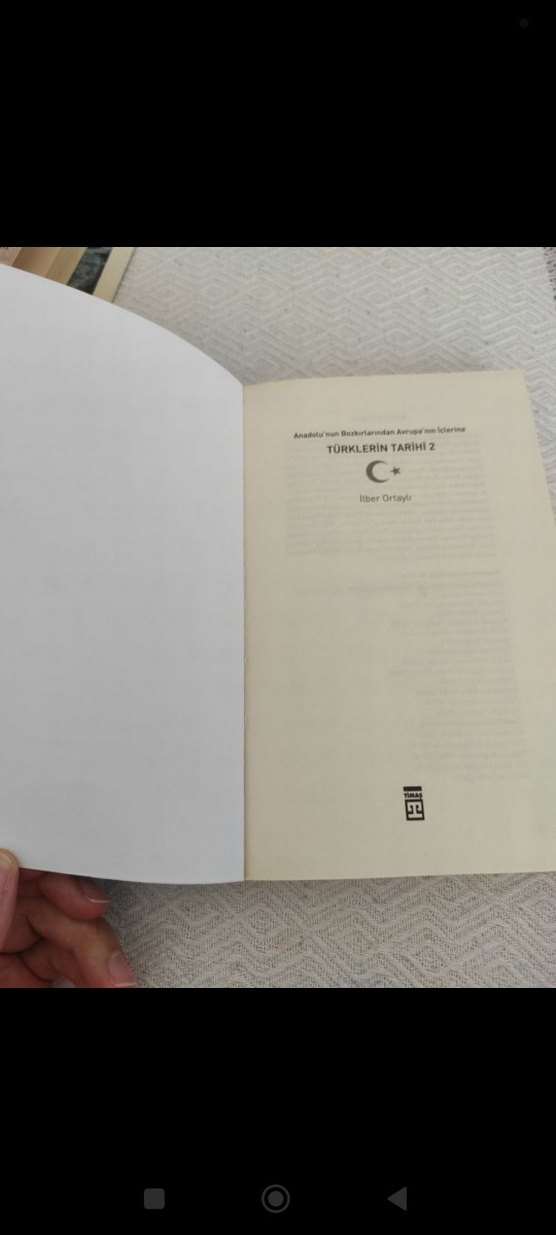 Anadolu'nun Bozkırlarından Avrupa'nın İçlerine
TÜRKLERİN TARİHİ 2
İlber Ortaylı
TİMAŞ